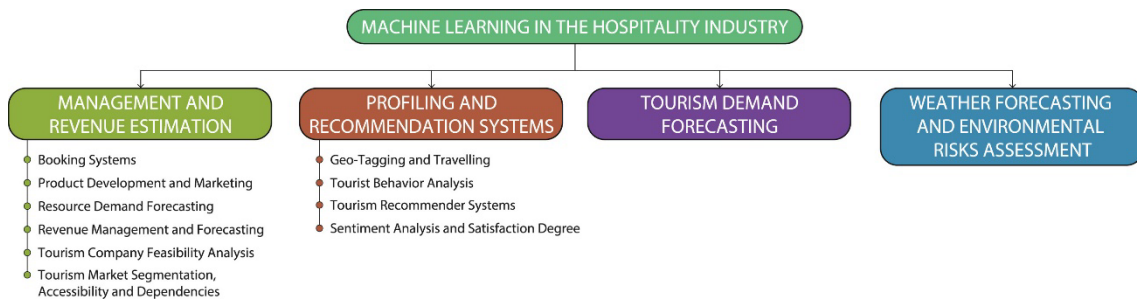 MACHINE LEARNING IN THE HOSPITALITY INDUSTRY
MANAGEMENT AND
REVENUE ESTIMATION
Booking Systems
Product Development and Marketing
Resource Demand Forecasting
Revenue Management and Forecasting
Tourism Company Feasibility Analysis
Tourism Market Segmentation,
Accessibility and Dependencies
PROFILING AND
RECOMMENDATION SYSTEMS
Geo-Tagging and Travelling
Tourist Behavior Analysis
Tourism Recommender Systems
Sentiment Analysis and Satisfaction Degree
TOURISM DEMAND
FORECASTING
WEATHER FORECASTING
AND ENVIRONMENTAL
RISKS ASSESSMENT